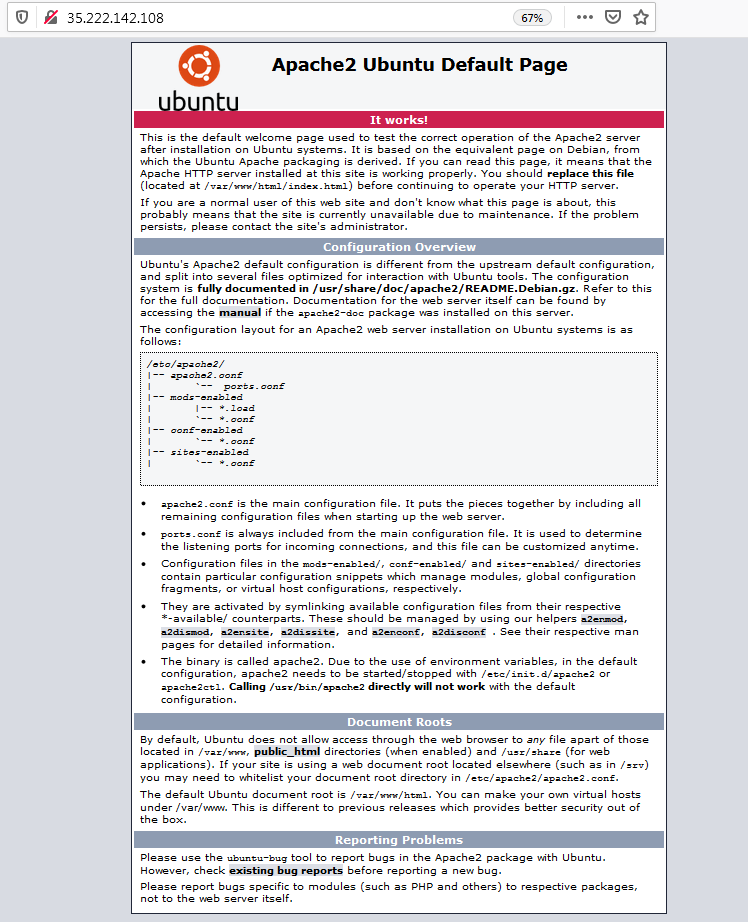 35.222.142.108
67%
Apache2 Ubuntu Default Page
ubuntu
It works!
This is the default welcome page used to test the correct operation of the Apache2 server
after installation on Ubuntu systems. It is based on the equivalent page on Debian, from
which the Ubuntu Apache packaging is derived. If you can read this page, it means that the
Apache HTTP server installed at this site is working properly. You should replace this file
(located at /var/www/html/index.html) before continuing to operate your HTTP server.
If you are a normal user of this web site and don't know what this page is about, this
probably means that the site is currently unavailable due to maintenance. If the problem
persists, please contact the site's administrator.
Configuration Overview
Ubuntu's Apache2 default configuration is different from the upstream default configuration,
and split into several files optimized for interaction with Ubuntu tools. The configuration
system is fully documented in /usr/share/doc/apache2/README.Debian.gz. Refer to this
for the full documentation. Documentation for the web server itself can be found by
accessing the manual if the apache2-doc package was installed on this server.
The configuration layout for an Apache2 web server installation on Ubuntu systems is as
follows:
/etc/apache2/
|-- apache2.conf
|       `--  ports.conf
|-- mods-enabled
|       |-- *.load
|       `-- *.conf
|-- conf-enabled
|       `-- *.conf
|-- sites-enabled
|       `-- *.conf
• apache2.conf is the main configuration file. It puts the pieces together by including all
remaining configuration files when starting up the web server.
• ports.conf is always included from the main configuration file. It is used to determine
the listening ports for incoming connections, and this file can be customized anytime.
• Configuration files in the mods-enabled/, conf-enabled/ and sites-enabled/ directories
contain particular configuration snippets which manage modules, global configuration
fragments, or virtual host configurations, respectively.
• They are activated by symlinking available configuration files from their respective
*-available/ counterparts. These should be managed by using our helpers a2enmod,
a2dismod, a2ensite, a2dissite, and a2enconf, a2disconf . See their respective man
pages for detailed information.
• The binary is called apache2. Due to the use of environment variables, in the default
configuration, apache2 needs to be started/stopped with /etc/init.d/apache2 or
apache2ctl. Calling /usr/bin/apache2 directly will not work with the default
configuration.
Document Roots
By default, Ubuntu does not allow access through the web browser to any file apart of those
located in /var/www, public_html directories (when enabled) and /usr/share (for web
applications). If your site is using a web document root located elsewhere (such as in /srv)
you may need to whitelist your document root directory in /etc/apache2/apache2.conf.
The default Ubuntu document root is /var/www/html. You can make your own virtual hosts
under /var/www. This is different to previous releases which provides better security out of
the box.
Reporting Problems
Please use the ubuntu-bug tool to report bugs in the Apache2 package with Ubuntu.
However, check existing bug reports before reporting a new bug.
Please report bugs specific to modules (such as PHP and others) to respective packages,
not to the web server itself.